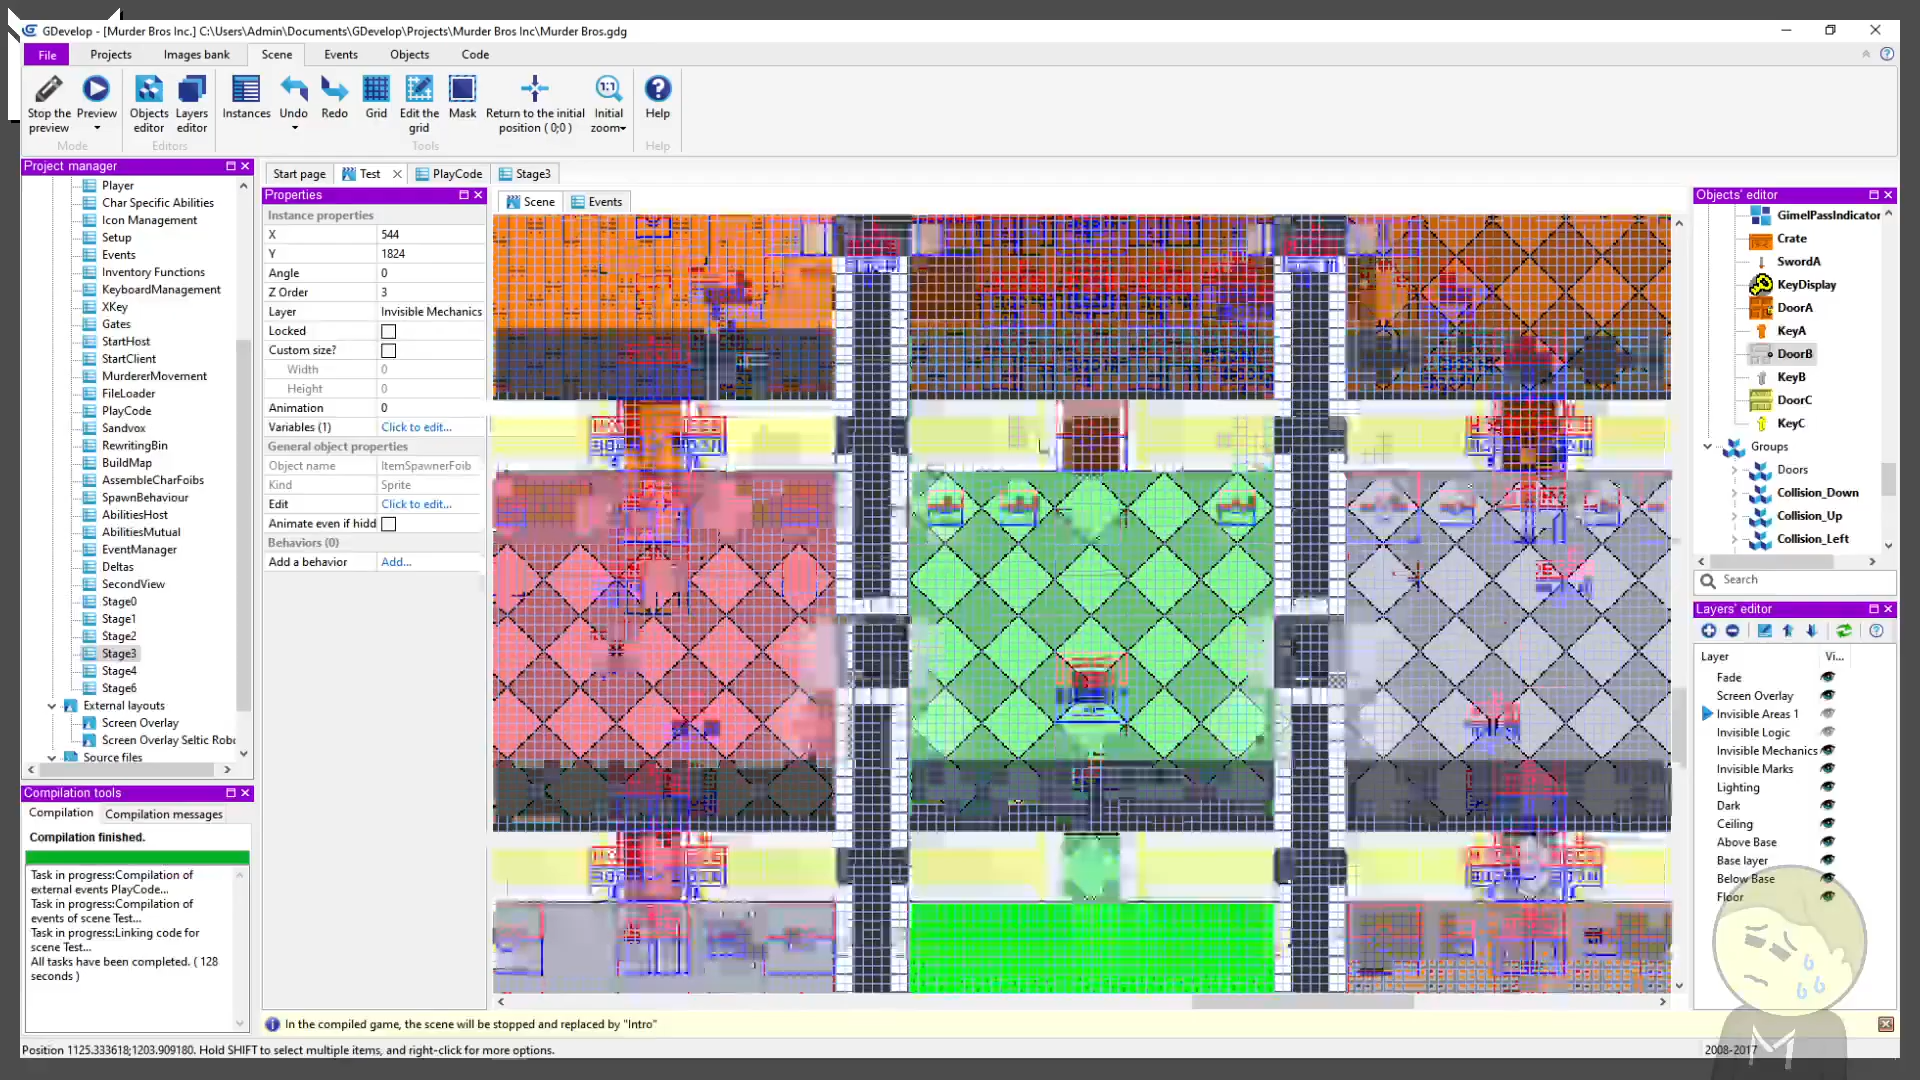 GDevelop - [Murder Bros Inc.] C:\Users\Admin\Documents\GDevelop\Projects\Murder Bros Inc\Murder Bros.gdg
File Projects Images bank Scene Events Objects Code
Stop the preview Preview Objects editor Layers editor Instances Undo Redo Grid Edit the grid Mask Return to the initial position ( 0;0 ) Initial zoom Help
Mode Editors Tools Help
Project manager
Player
Char Specific Abilities
Icon Management
Setup
Events
Inventory Functions
KeyboardManagement
XKey
Gates
StartHost
StartClient
MurdererMovement
FileLoader
PlayCode
Sandvox
RewritingBin
BuildMap
AssembleCharFoibs
SpawnBehaviour
AbilitiesHost
AbilitiesMutual
EventManager
Deltas
SecondView
Stage0
Stage1
Stage2
Stage3
Stage4
Stage6
External layouts
Screen Overlay
Screen Overlay Seltic Robo
Source files
Compilation tools
Compilation Compilation messages
Compilation finished.
Task in progress:Compilation of
external events PlayCode...
Task in progress:Compilation of
events of scene Test...
Task in progress:Linking code for
scene Test...
All tasks have been completed. ( 128
seconds )
Start page Test PlayCode Stage3
Properties
Instance properties
X 544
Y 1824
Angle 0
Z Order 3
Layer Invisible Mechanics
Locked
Custom size?
Width 0
Height 0
Animation 0
Variables (1) Click to edit...
General object properties
Object name ItemSpawnerFoib
Kind Sprite
Edit Click to edit...
Animate even if hidd
Behaviors (0)
Add a behavior Add...
Scene Events
Objects' editor
GimelPassIndicator
Crate
SwordA
KeyDisplay
DoorA
KeyA
DoorB
KeyB
DoorC
KeyC
Groups
Doors
Collision_Down
Collision_Up
Collision_Left
Search
Layers' editor
Layer Vi...
Fade
Screen Overlay
Invisible Areas 1
Invisible Logic
Invisible Mechanics
Invisible Marks
Lighting
Dark
Ceiling
Above Base
Base layer
Below Base
Floor
In the compiled game, the scene will be stopped and replaced by "Intro"
Position 1125.333618;1203.909180. Hold SHIFT to select multiple items, and right-click for more options.
2008-2017